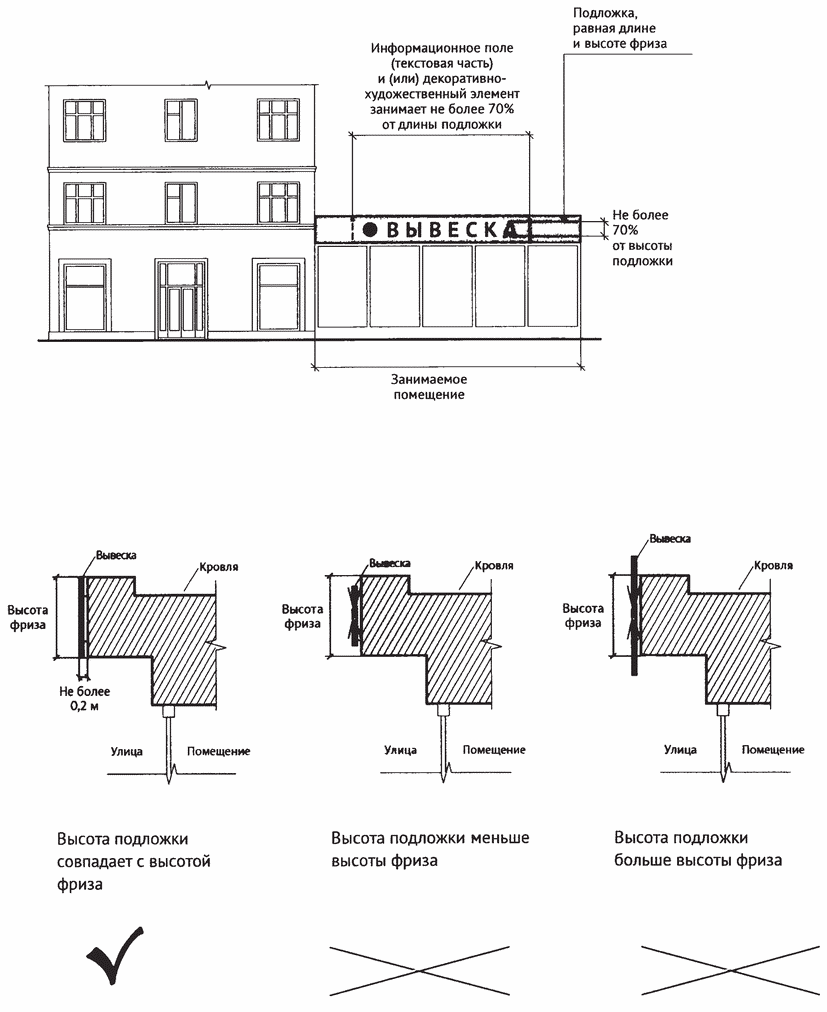 Подложка,
равная длине
и высоте фриза
Информационное поле
(текстовая часть)
и (или) декоративно-
художественный элемент
занимает не более 70%
от длины подложки
ВЫВЕСКА
Не более
70%
от высоты
подложки
Занимаемое
помещение
Вывеска
Кровля
Высота
фриза
Не более
0,2 м
Улица
Помещение
Вывеска
Кровля
Высота
фриза
Улица
Помещение
Вывеска
Кровля
Высота
фриза
Улица
Помещение
Высота подложки
совпадает с высотой
фриза
Высота подложки меньше
высоты фриза
Высота подложки
больше высоты фриза